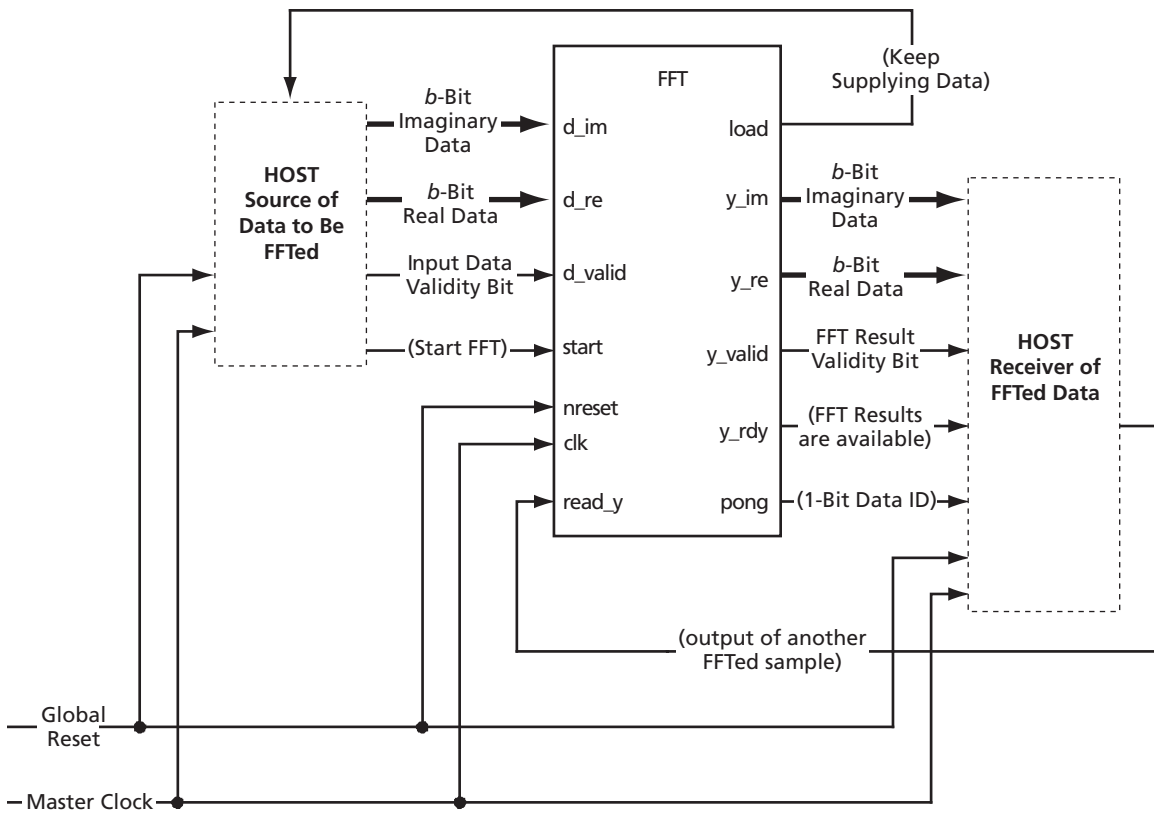 (Keep
Supplying Data)
FFT
b-Bit
Imaginary
Data
d_im
load
HOST
Source of
Data to Be
FFTed
b-Bit
Real Data
d_re
y_im
b-Bit
Imaginary
Data
Input Data
Validity Bit
d_valid
y_re
b-Bit
Real Data
(Start FFT)
start
y_valid
FFT Result
Validity Bit
HOST
Receiver of
FFTed Data
nreset
y_rdy
(FFT Results
are available)
clk
read_y
pong
(1-Bit Data ID)
(output of another
FFTed sample)
Global
Reset
Master Clock